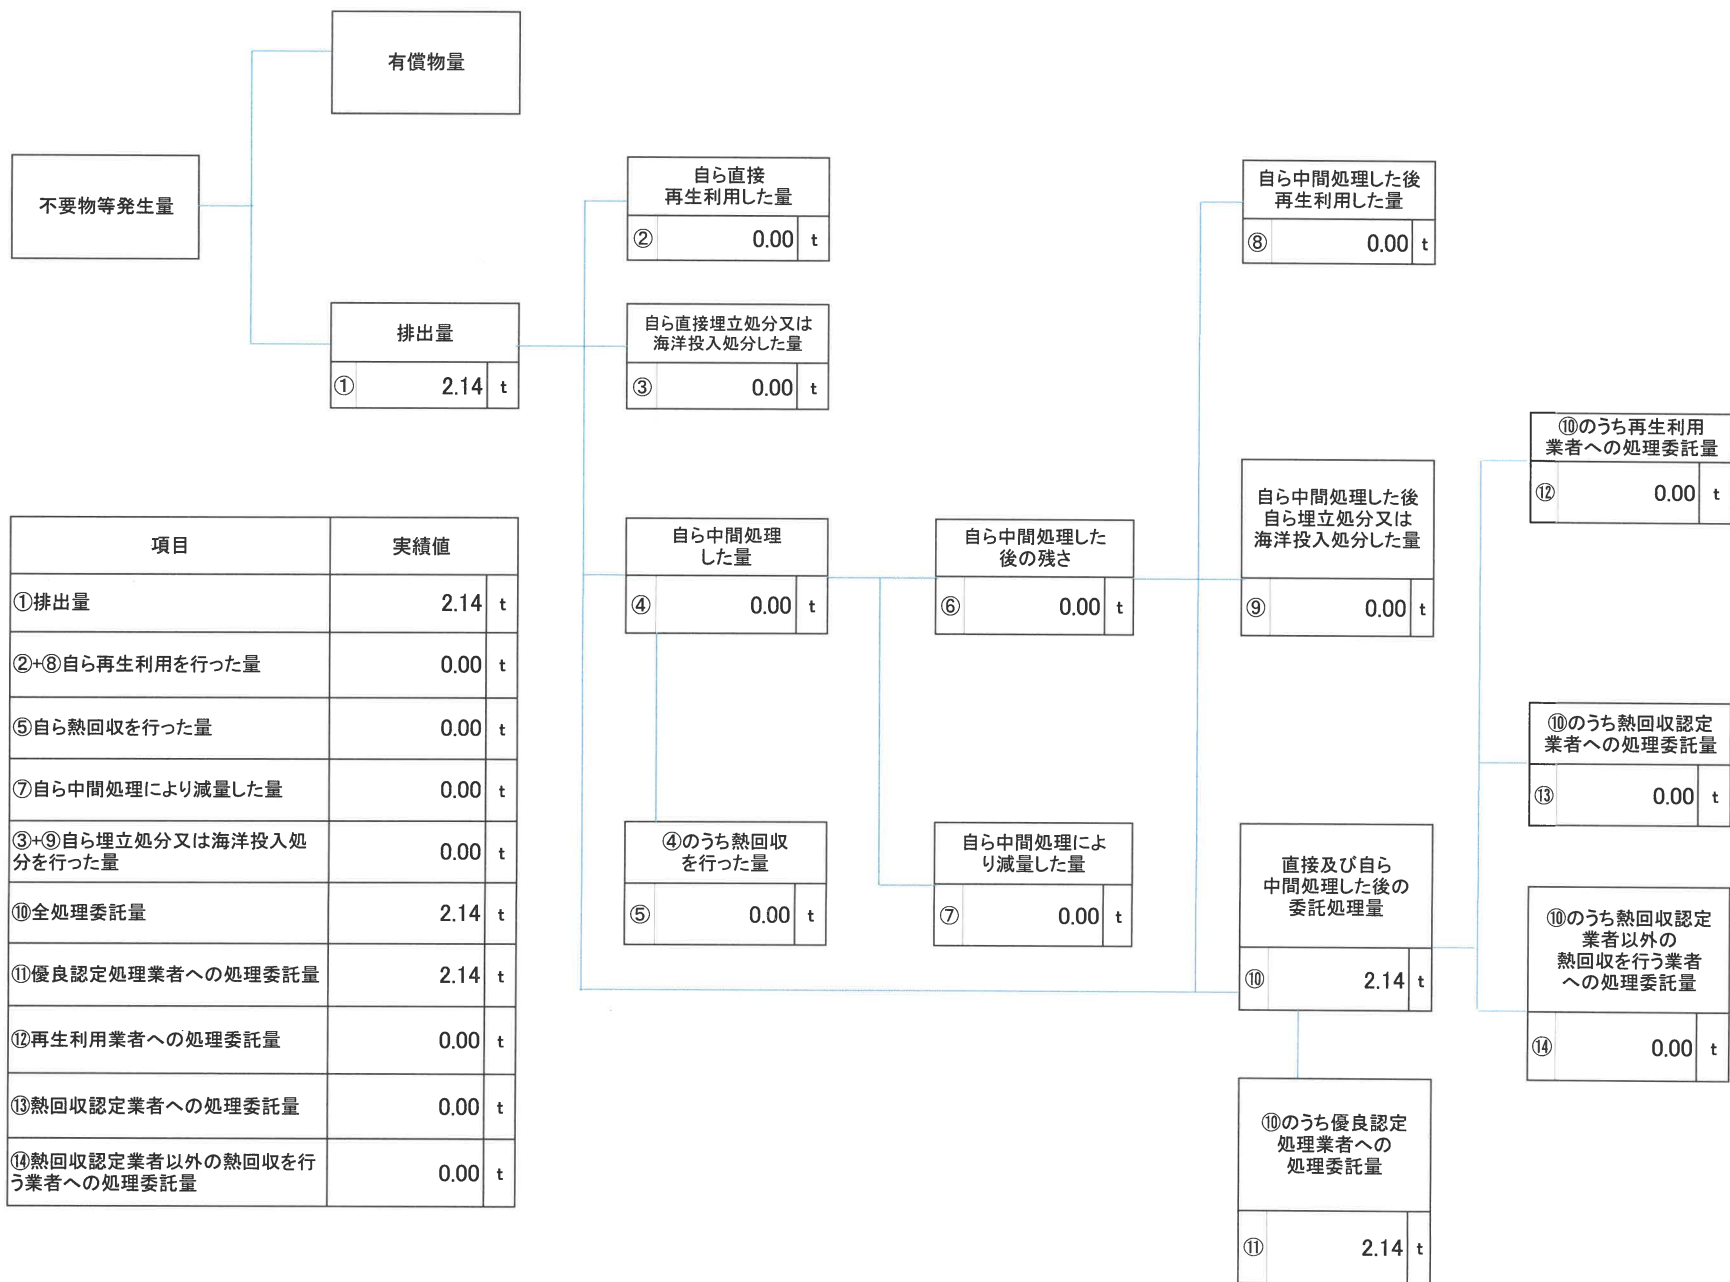 有償物量
不要物等発生量
排出量
① 2.14 t
自ら直接
再生利用した量
② 0.00 t
自ら直接埋立処分又は
海洋投入処分した量
③ 0.00 t
自ら中間処理
した量
④ 0.00 t
④のうち熱回収
を行った量
⑤ 0.00 t
自ら中間処理した
後の残さ
⑥ 0.00 t
自ら中間処理によ
り減量した量
⑦ 0.00 t
自ら中間処理した後
再生利用した量
⑧ 0.00 t
自ら中間処理した後
自ら埋立処分又は
海洋投入処分した量
⑨ 0.00 t
直接及び自ら
中間処理した後の
委託処理量
⑩ 2.14 t
⑩のうち優良認定
処理業者への
処理委託量
⑪ 2.14 t
⑩のうち再生利用
業者への処理委託量
⑫ 0.00 t
⑩のうち熱回収認定
業者への処理委託量
⑬ 0.00 t
⑩のうち熱回収認定
業者以外の
熱回収を行う業者
への処理委託量
⑭ 0.00 t
項目 実績値
①排出量 2.14 t
②+⑧自ら再生利用を行った量 0.00 t
⑤自ら熱回収を行った量 0.00 t
⑦自ら中間処理により減量した量 0.00 t
③+⑨自ら埋立処分又は海洋投入処
分を行った量 0.00 t
⑩全処理委託量 2.14 t
⑪優良認定処理業者への処理委託量 2.14 t
⑫再生利用業者への処理委託量 0.00 t
⑬熱回収認定業者への処理委託量 0.00 t
⑭熱回収認定業者以外の熱回収を行
う業者への処理委託量 0.00 t